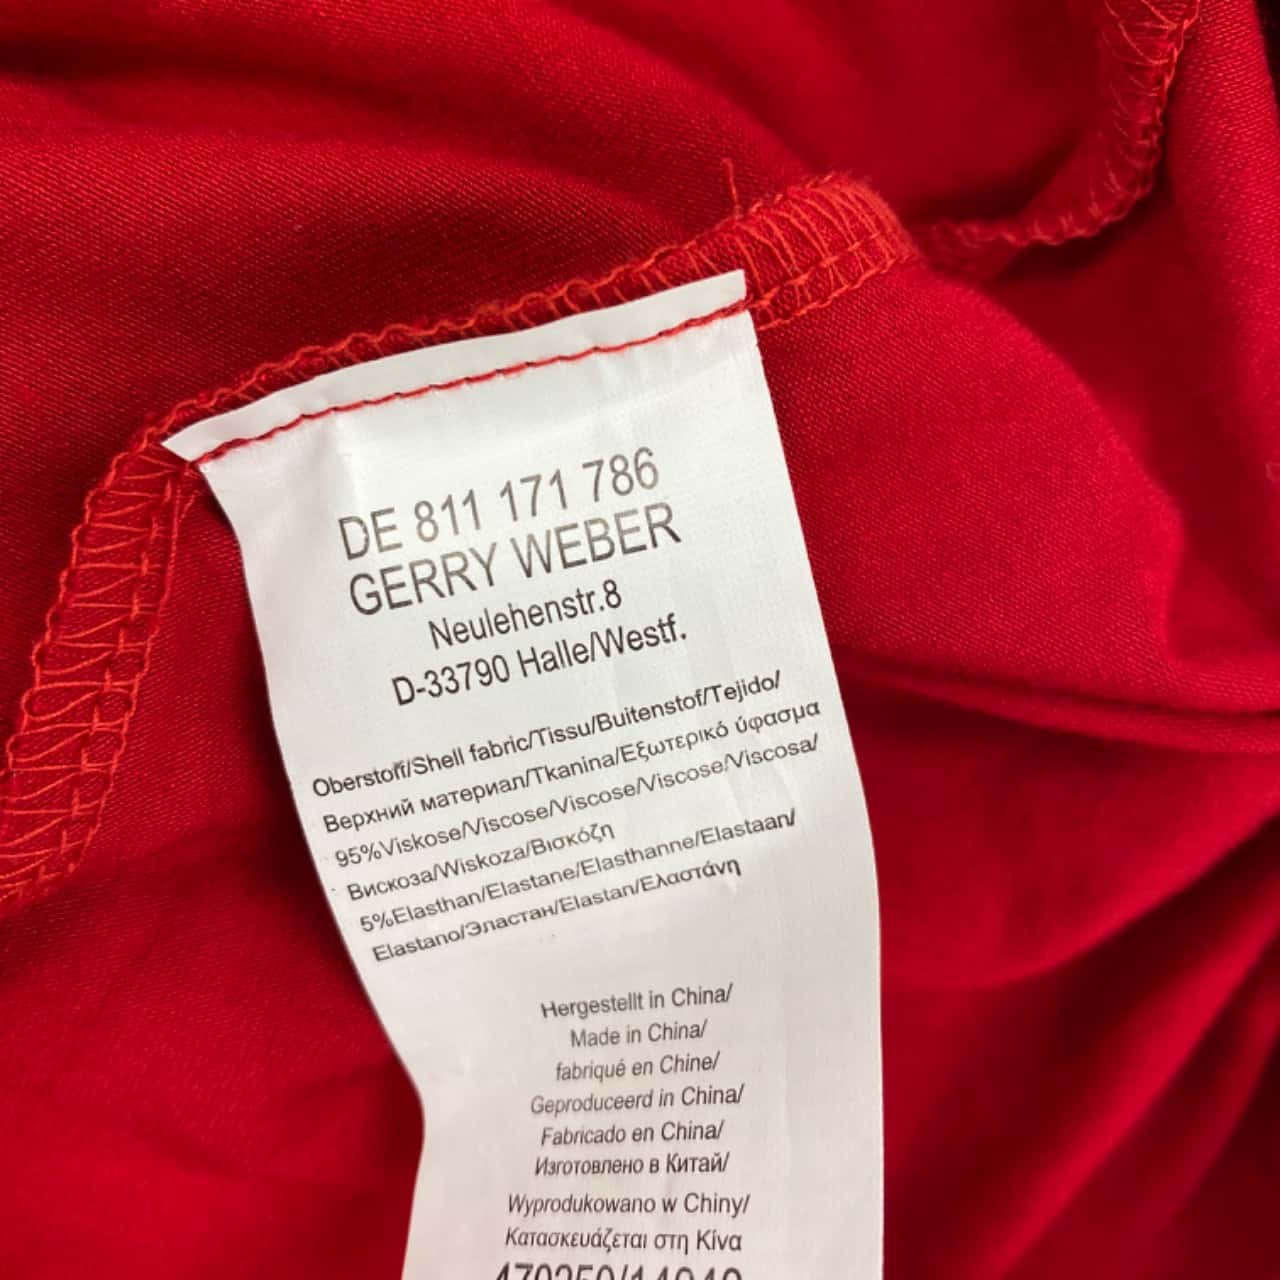 DE 811 171 786
GERRY WEBER
Neulehenstr.8
D-33790 Halle/Westf.
Oberstoff/Shell fabric/Tissu/Buitenstof/Tejido/
Верхний материал/Tkanina/Εξωτερικό ύφασμα
95%Viskose/Viscose/Viscose/Viscose/Viscosa/
Вискоза/Wiskoza/Βισκόζη
5%Elasthan/Elastane/Elasthanne/Elastaan/
Elastano/Эластан/Elastan/Ελαστάνη
Hergestellt in China/
Made in China/
fabriqué en Chine/
Geproduceerd in China/
Fabricado en China/
Изготовлено в Китай/
Wyprodukowano w Chiny/
Κατασκευάζεται στη Κίνα